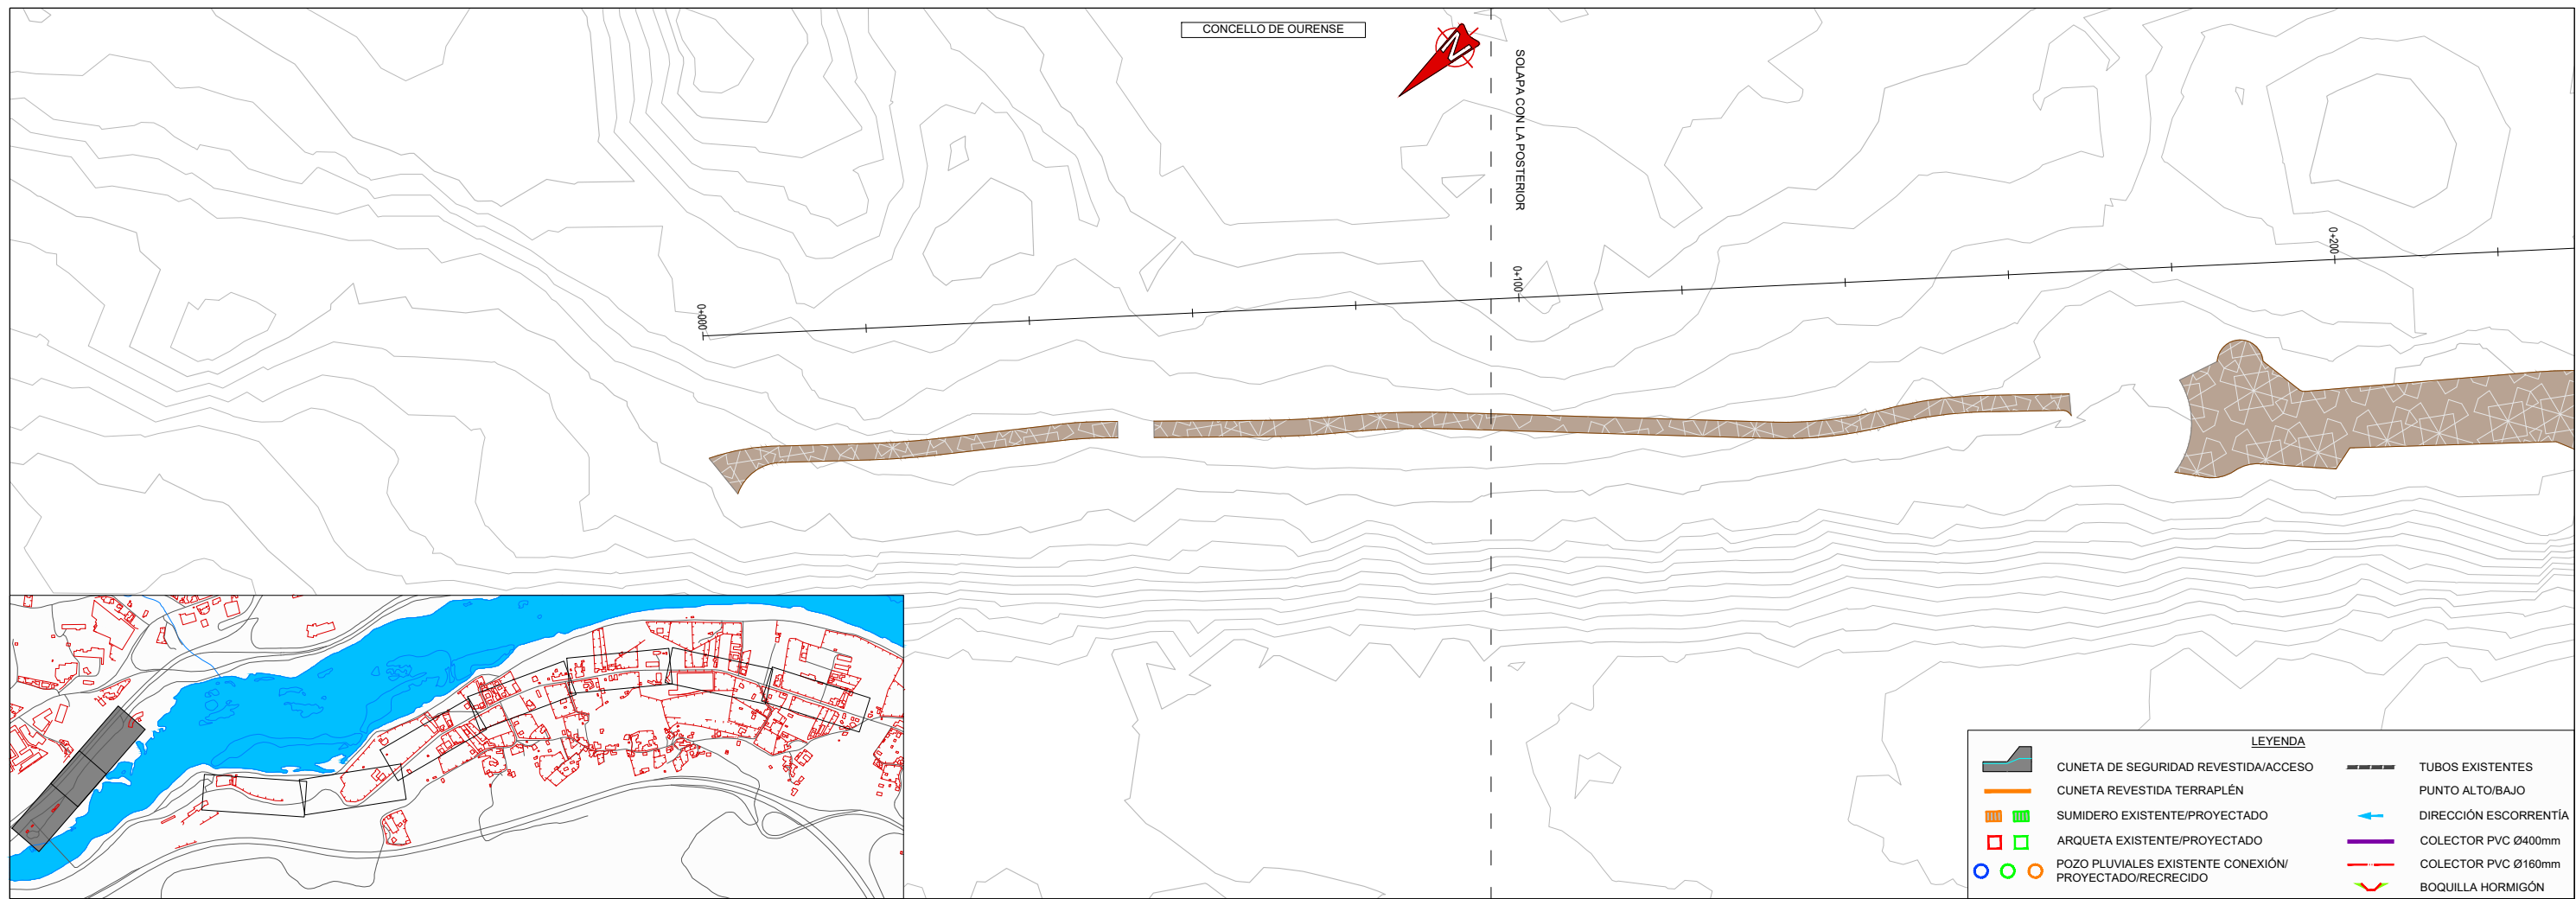 CONCELLO DE OURENSE
N
SOLAPA CON LA POSTERIOR
0+000
0+100
0+200
LEYENDA
CUNETA DE SEGURIDAD REVESTIDA/ACCESO
CUNETA REVESTIDA TERRAPLÉN
SUMIDERO EXISTENTE/PROYECTADO
ARQUETA EXISTENTE/PROYECTADO
POZO PLUVIALES EXISTENTE CONEXIÓN/
PROYECTADO/RECRECIDO
TUBOS EXISTENTES
PUNTO ALTO/BAJO
DIRECCIÓN ESCORRENTÍA
COLECTOR PVC Ø400mm
COLECTOR PVC Ø160mm
BOQUILLA HORMIGÓN